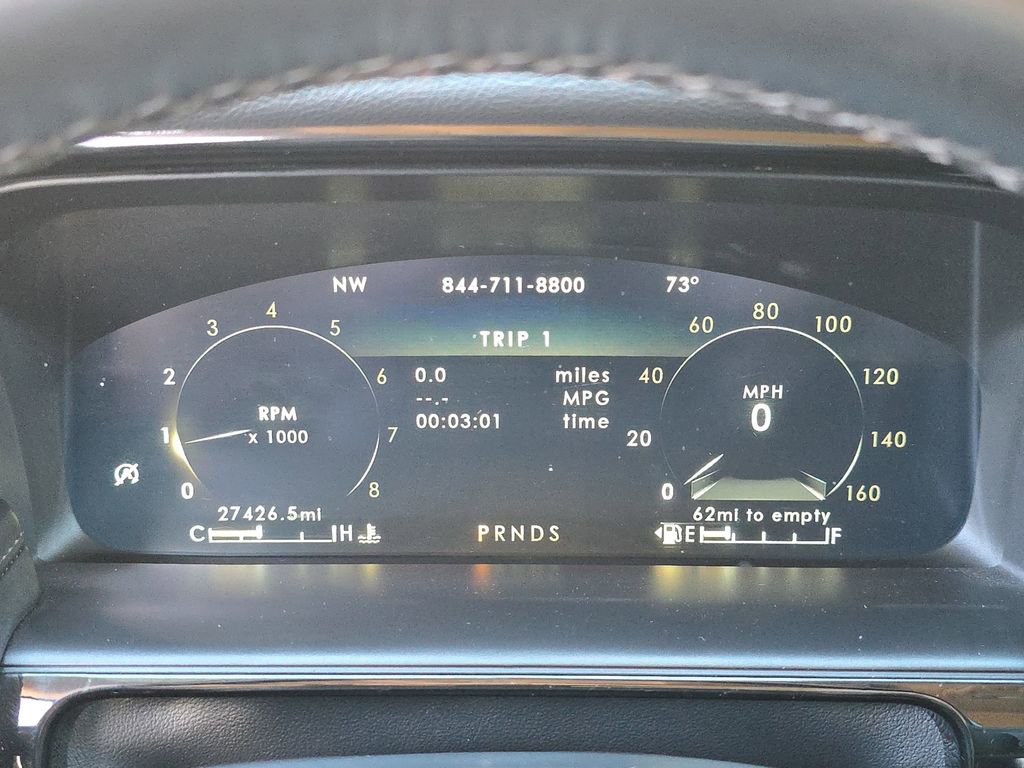 NW 844-711-8800 73°
TRIP 1
0.0 miles
--.- MPG
00:03:01 time
0 1 2 3 4 5 6 7 8
RPM
x 1000
0 20 40 60 80 100 120 140 160
MPH
0
27426.5mi
62mi to empty
C H
PRNDS
E F